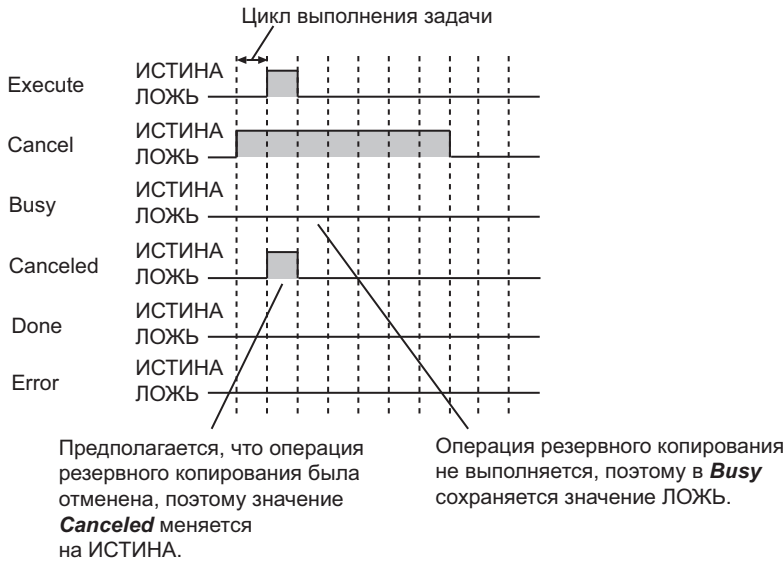 Цикл выполнения задачи
Execute
ИСТИНА
ЛОЖЬ
Cancel
ИСТИНА
ЛОЖЬ
Busy
ИСТИНА
ЛОЖЬ
Canceled
ИСТИНА
ЛОЖЬ
Done
ИСТИНА
ЛОЖЬ
Error
ИСТИНА
ЛОЖЬ
Предполагается, что операция
резервного копирования была
отменена, поэтому значение
Canceled меняется
на ИСТИНА.
Операция резервного копирования
не выполняется, поэтому в Busy
сохраняется значение ЛОЖЬ.